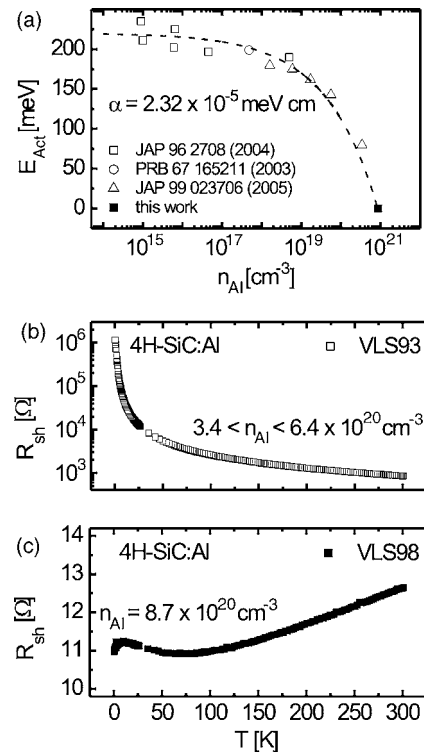 (a)
200
150
100
50
0
E_Act [meV]
α = 2.32 x 10^-5 meV cm
□ JAP 96 2708 (2004)
○ PRB 67 165211 (2003)
△ JAP 99 023706 (2005)
■ this work
10^15 10^17 10^19 10^21
n_Al [cm^-3]
(b)
4H-SiC:Al □ VLS93
10^6
10^5
10^4
10^3
R_sh [Ω]
3.4 < n_Al < 6.4 x 10^20 cm^-3
(c)
4H-SiC:Al ■ VLS98
13
12
11
R_sh [Ω]
n_Al = 8.7 x 10^20 cm^-3
0 50 100 150 200 250 300
T [K]